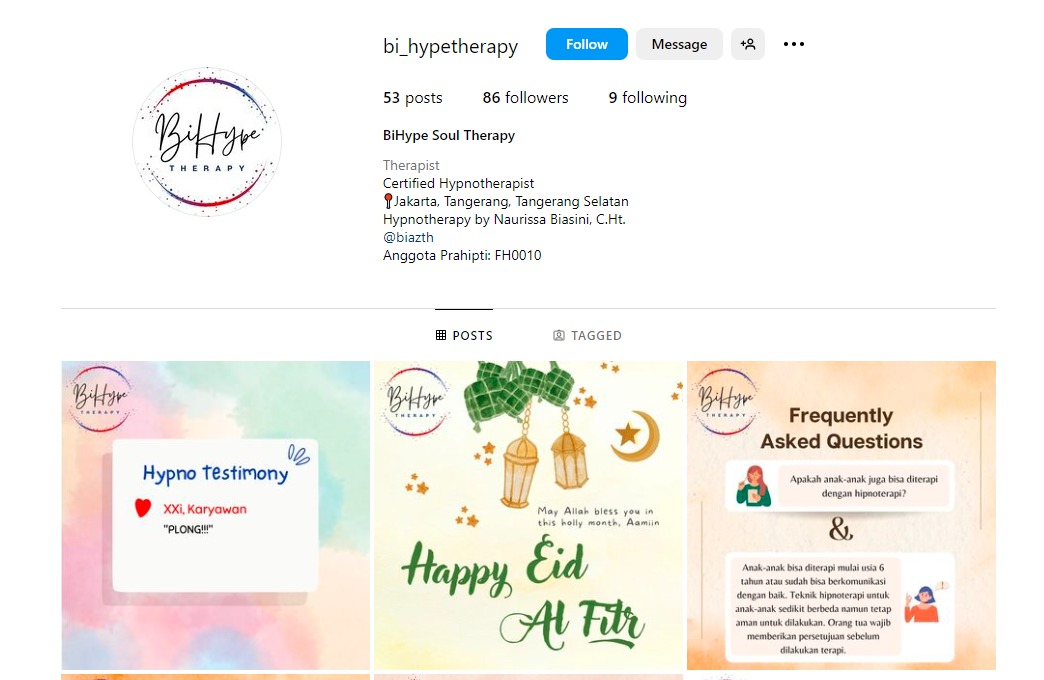 bi_hypetherapy
Follow
Message
53 posts
86 followers
9 following
BiHype
THERAPY
BiHype Soul Therapy
Therapist
Certified Hypnotherapist
📍Jakarta, Tangerang, Tangerang Selatan
Hypnotherapy by Naurissa Biasini, C.Ht.
@biazth
Anggota Prahipti: FH0010
POSTS
TAGGED
BiHype
THERAPY
Hypno Testimony
XXi, Karyawan
"PLONG!!!"
BiHype
THERAPY
May Allah bless you in
this holly month, Aamiin
Happy Eid
Al Fitr
BiHype
THERAPY
Frequently
Asked Questions
Apakah anak-anak juga bisa diterapi
dengan hipnoterapi?
&
Anak-anak bisa diterapi mulai usia 6
tahun atau sudah bisa berkomunikasi
dengan baik. Teknik hipnoterapi untuk
anak-anak sedikit berbeda namun tetap
aman untuk dilakukan. Orang tua wajib
memberikan persetujuan sebelum
dilakukan terapi.